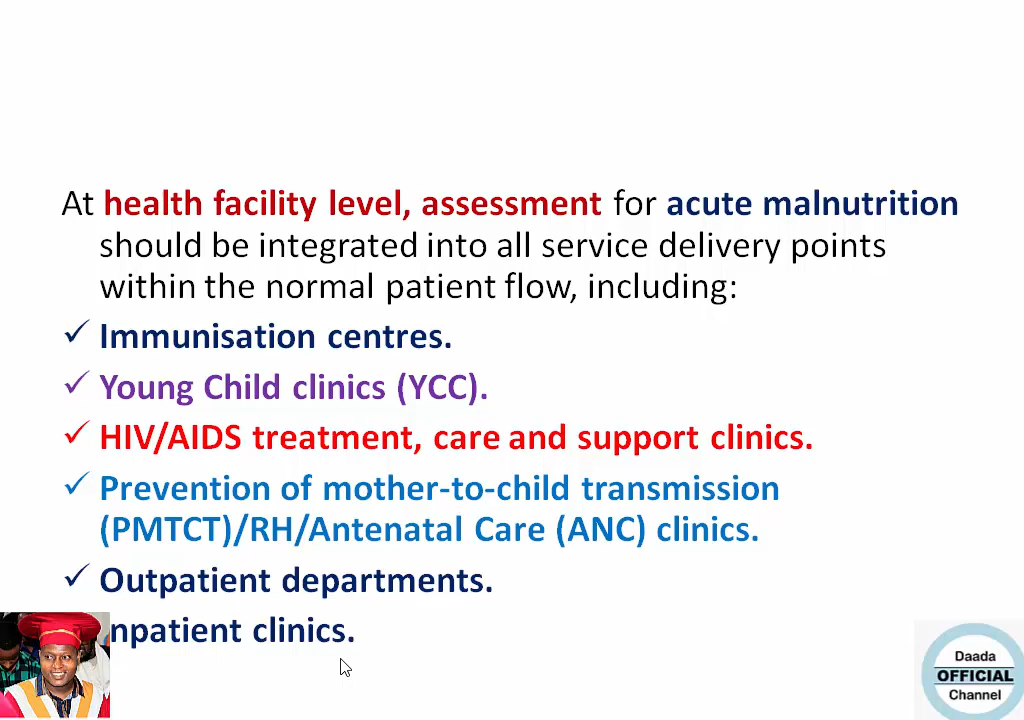 At health facility level, assessment for acute malnutrition
should be integrated into all service delivery points
within the normal patient flow, including:
✓ Immunisation centres.
✓ Young Child clinics (YCC).
✓ HIV/AIDS treatment, care and support clinics.
✓ Prevention of mother-to-child transmission
(PMTCT)/RH/Antenatal Care (ANC) clinics.
✓ Outpatient departments.
npatient clinics.
Daada
OFFICIAL
Channel